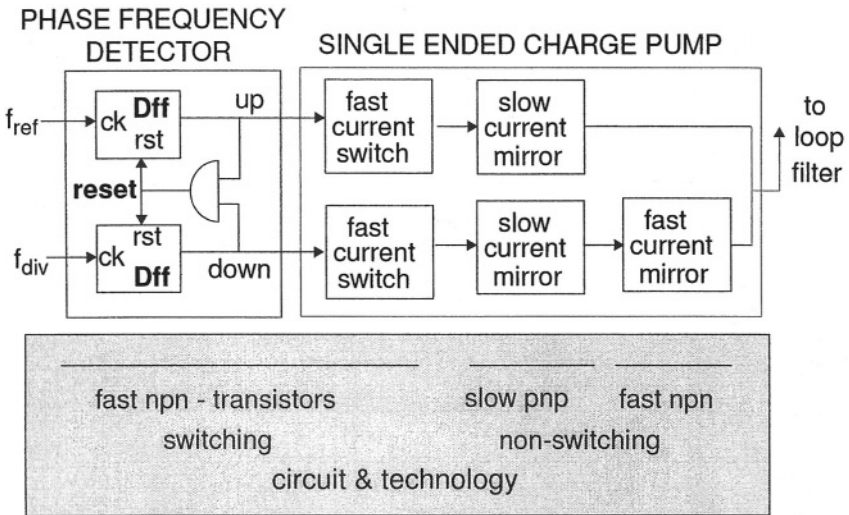 PHASE FREQUENCY
DETECTOR
SINGLE ENDED CHARGE PUMP
f_ref
ck Dff
rst
up
fast
current
switch
slow
current
mirror
to
loop
filter
reset
f_div
rst
ck
Dff
down
fast
current
switch
slow
current
mirror
fast
current
mirror
fast npn - transistors
slow pnp
fast npn
switching
non-switching
circuit & technology